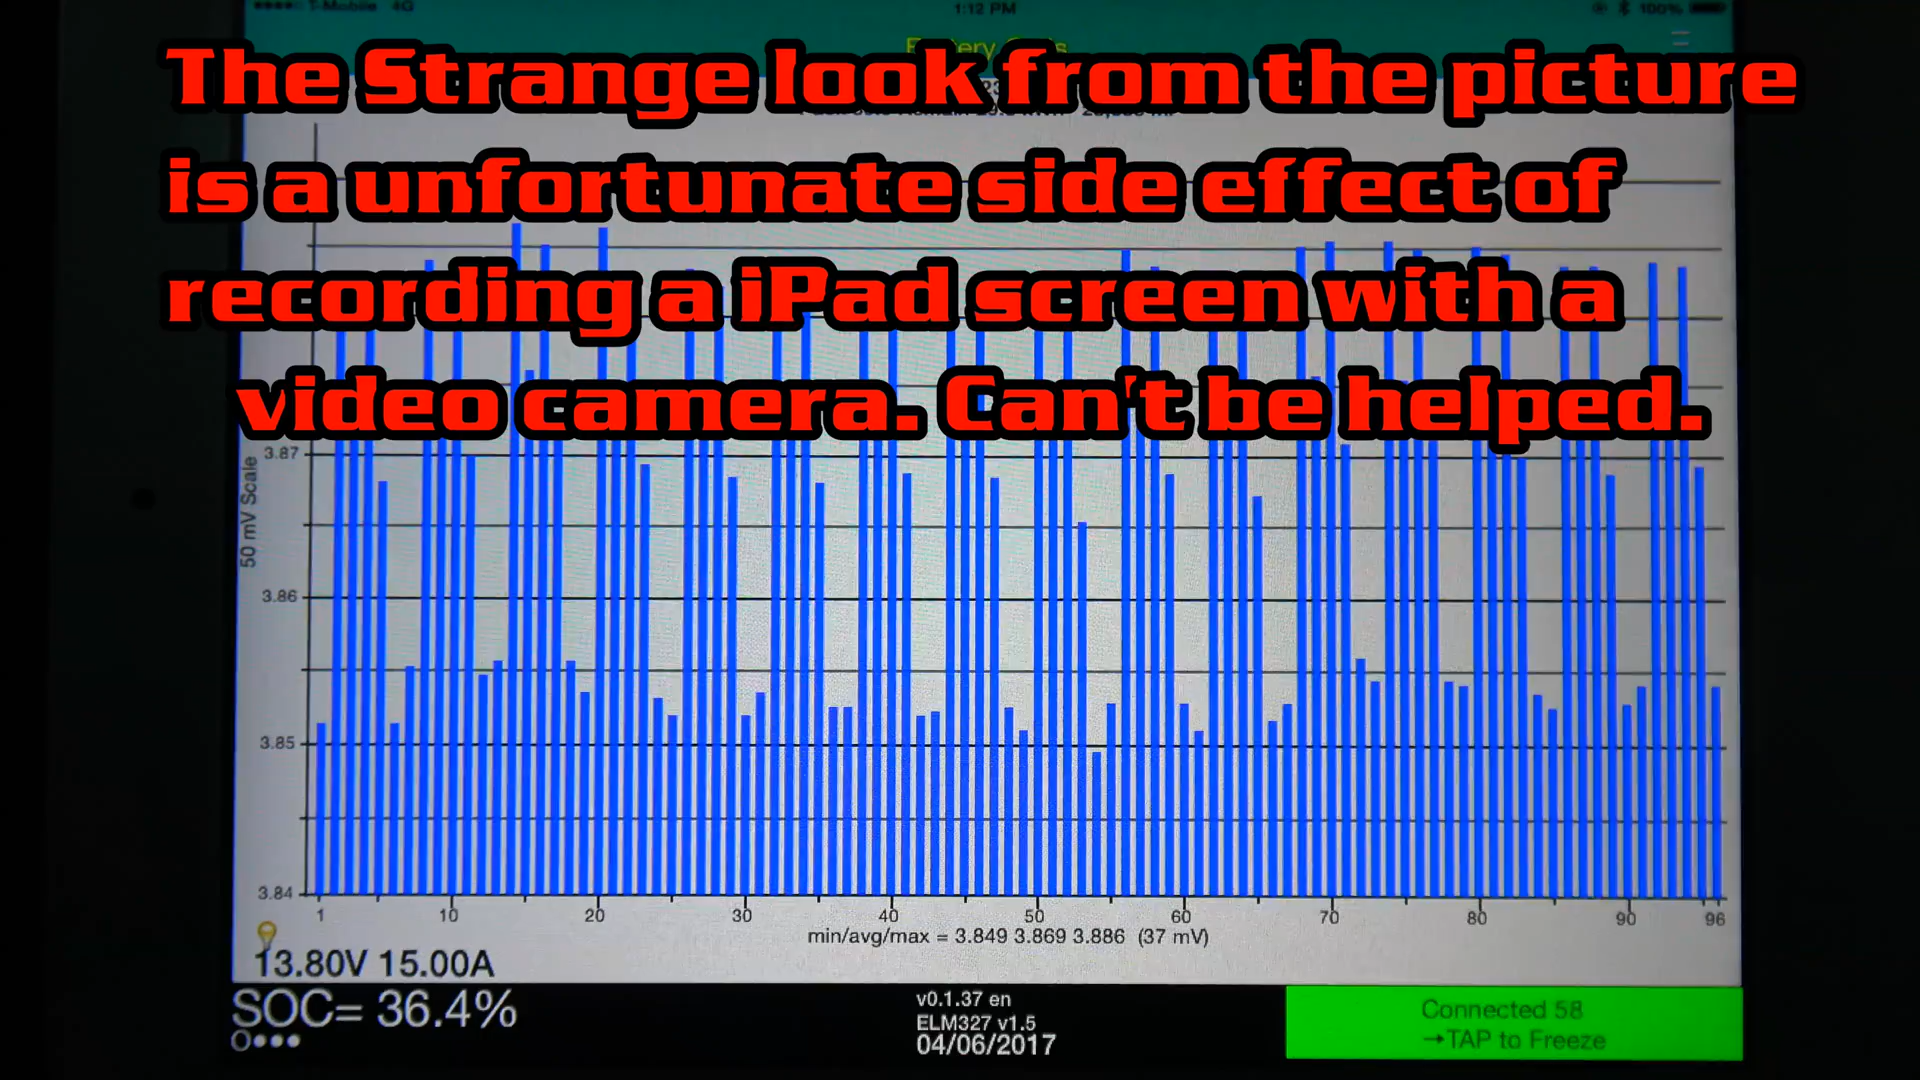 T-Mobile 4G 1:12 PM 100%
The Strange look from the picture
is a unfortunate side effect of
recording a iPad screen with a
video camera. Can't be helped.
50 mV Scale
3.87
3.86
3.85
3.84
1 10 20 30 40 50 60 70 80 90 96
min/avg/max = 3.849 3.869 3.886 (37 mV)
13.80V 15.00A
SOC= 36.4%
v0.1.37 en
ELM327 v1.5
04/06/2017
Connected 58
→TAP to Freeze